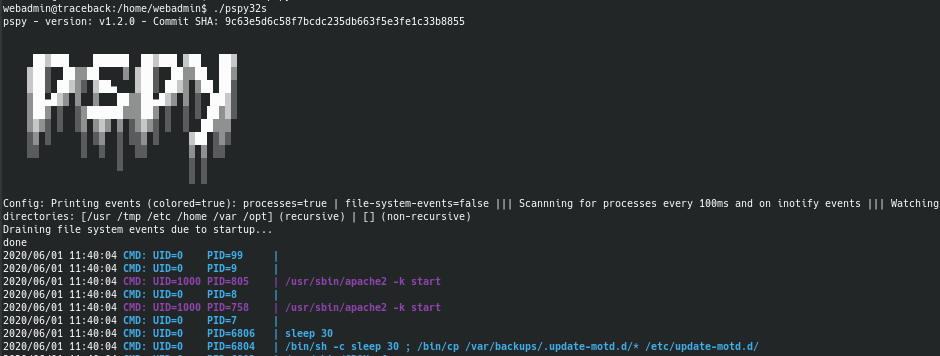 webadmin@traceback:/home/webadmin$ ./pspy32s
pspy - version: v1.2.0 - Commit SHA: 9c63e5d6c58f7bcdc235db663f5e3fe1c33b8855
PSPY
Config: Printing events (colored=true): processes=true | file-system-events=false ||| Scannning for processes every 100ms and on inotify events ||| Watching
directories: [/usr /tmp /etc /home /var /opt] (recursive) | [] (non-recursive)
Draining file system events due to startup...
done
2020/06/01 11:40:04 CMD: UID=0    PID=99     |
2020/06/01 11:40:04 CMD: UID=0    PID=9      |
2020/06/01 11:40:04 CMD: UID=1000 PID=805    | /usr/sbin/apache2 -k start
2020/06/01 11:40:04 CMD: UID=0    PID=8      |
2020/06/01 11:40:04 CMD: UID=1000 PID=758    | /usr/sbin/apache2 -k start
2020/06/01 11:40:04 CMD: UID=0    PID=7      |
2020/06/01 11:40:04 CMD: UID=0    PID=6806   | sleep 30
2020/06/01 11:40:04 CMD: UID=0    PID=6804   | /bin/sh -c sleep 30 ; /bin/cp /var/backups/.update-motd.d/* /etc/update-motd.d/